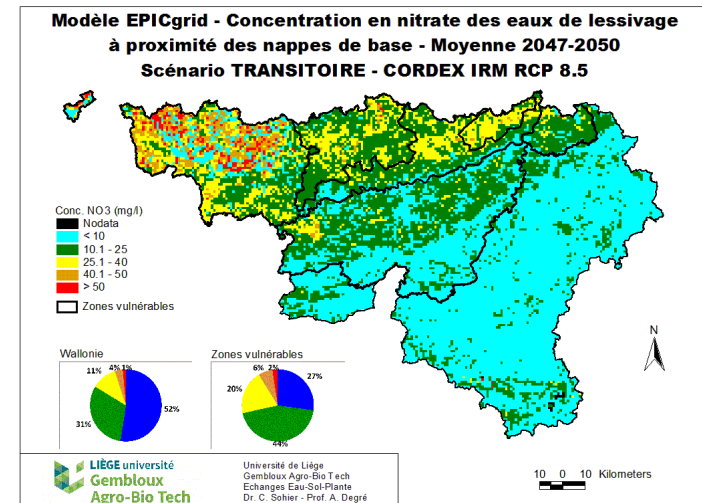 Modèle EPICgrid - Concentration en nitrate des eaux de lessivage
à proximité des nappes de base - Moyenne 2047-2050
Scénario TRANSITOIRE - CORDEX IRM RCP 8.5
Conc. NO3 (mg/l)
Nodata
< 10
10.1 - 25
25.1 - 40
40.1 - 50
> 50
Zones vulnérables
N
Wallonie
11%
4%
1%
52%
31%
Zones vulnérables
6%
2%
27%
20%
44%
10 0 10 Kilometers
LIÈGE université
Gembloux
Agro-Bio Tech
Université de Liège
Gembloux Agro-Bio Tech
Echanges Eau-Sol-Plante
Dr. C. Sohier - Prof. A. Degré